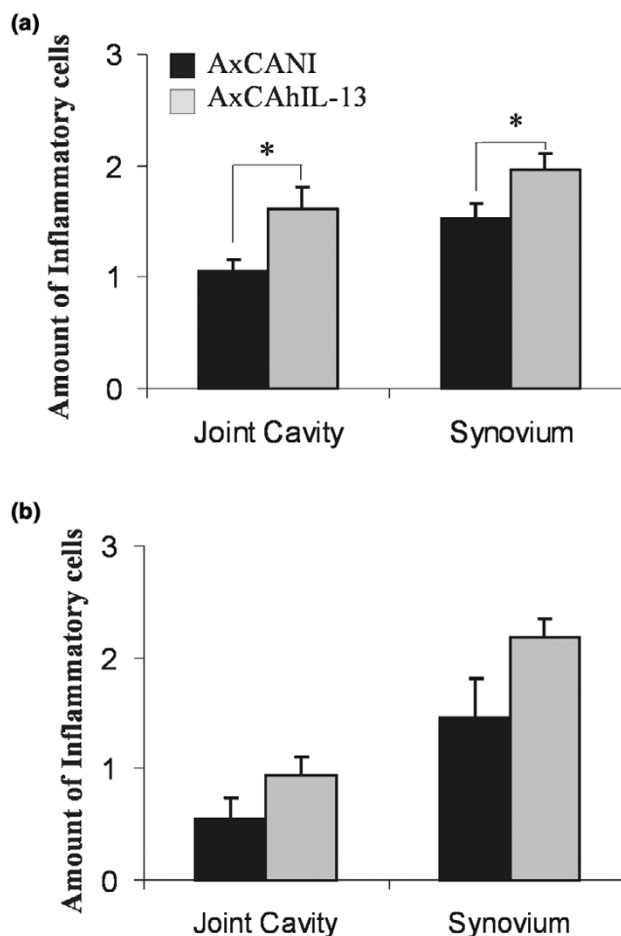 (a)
Amount of Inflammatory cells
3
2
1
0
AxCANI
AxCAhIL-13
*
*
Joint Cavity
Synovium
(b)
Amount of Inflammatory cells
3
2
1
0
Joint Cavity
Synovium